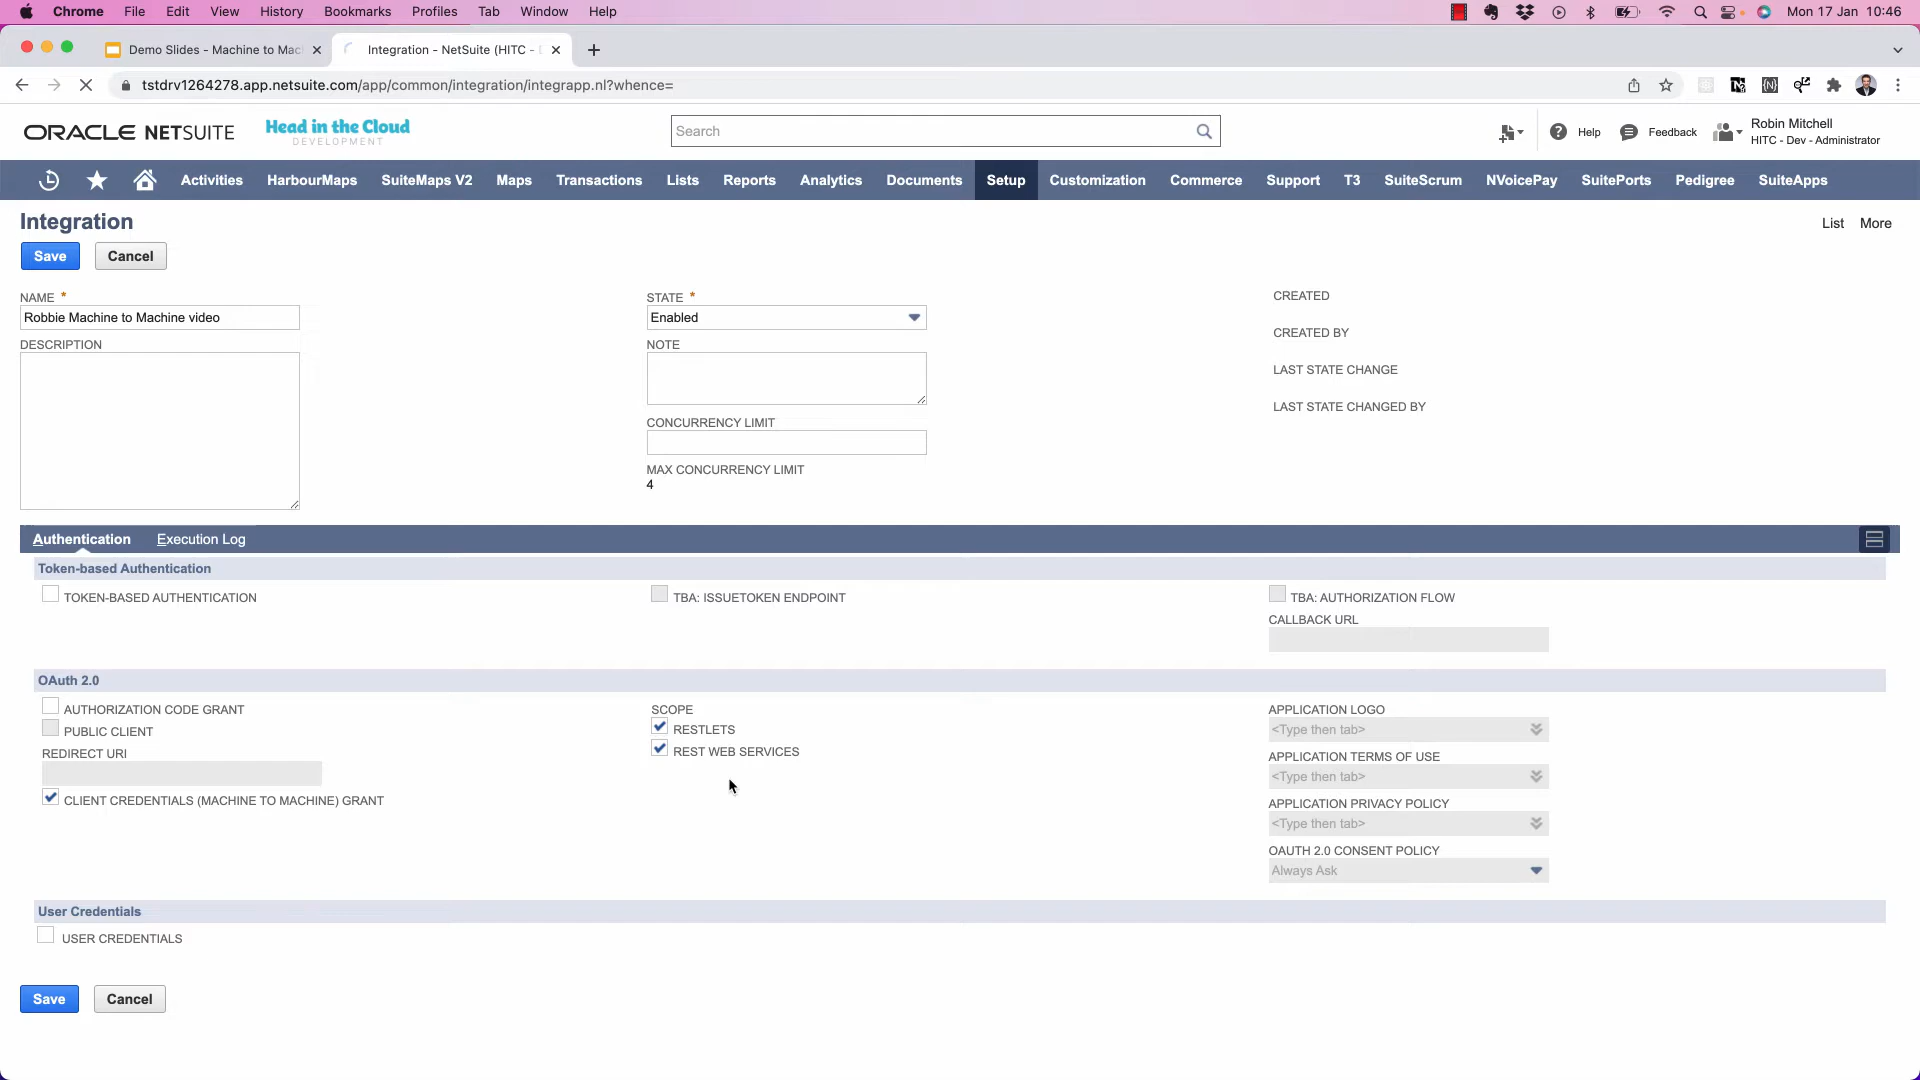 Chrome File Edit View History Bookmarks Profiles Tab Window Help Mon 17 Jan 10:46
Demo Slides - Machine to Mac Integration - NetSuite (HITC -
tstdrv1264278.app.netsuite.com/app/common/integration/integrapp.nl?whence=
ORACLE NETSUITE Head in the Cloud DEVELOPMENT Search Help Feedback Robin Mitchell
HITC - Dev - Administrator
Activities HarbourMaps SuiteMaps V2 Maps Transactions Lists Reports Analytics Documents Setup Customization Commerce Support T3 SuiteScrum NVoicePay SuitePorts Pedigree SuiteApps
Integration List More
Save Cancel
NAME * STATE * CREATED
Robbie Machine to Machine video Enabled
CREATED BY
DESCRIPTION NOTE
LAST STATE CHANGE
LAST STATE CHANGED BY
CONCURRENCY LIMIT
MAX CONCURRENCY LIMIT
4
Authentication Execution Log
Token-based Authentication
TOKEN-BASED AUTHENTICATION TBA: ISSUETOKEN ENDPOINT TBA: AUTHORIZATION FLOW
CALLBACK URL
OAuth 2.0
AUTHORIZATION CODE GRANT SCOPE APPLICATION LOGO
PUBLIC CLIENT RESTLETS <Type then tab>
REDIRECT URI REST WEB SERVICES APPLICATION TERMS OF USE
<Type then tab>
CLIENT CREDENTIALS (MACHINE TO MACHINE) GRANT APPLICATION PRIVACY POLICY
<Type then tab>
OAUTH 2.0 CONSENT POLICY
Always Ask
User Credentials
USER CREDENTIALS
Save Cancel